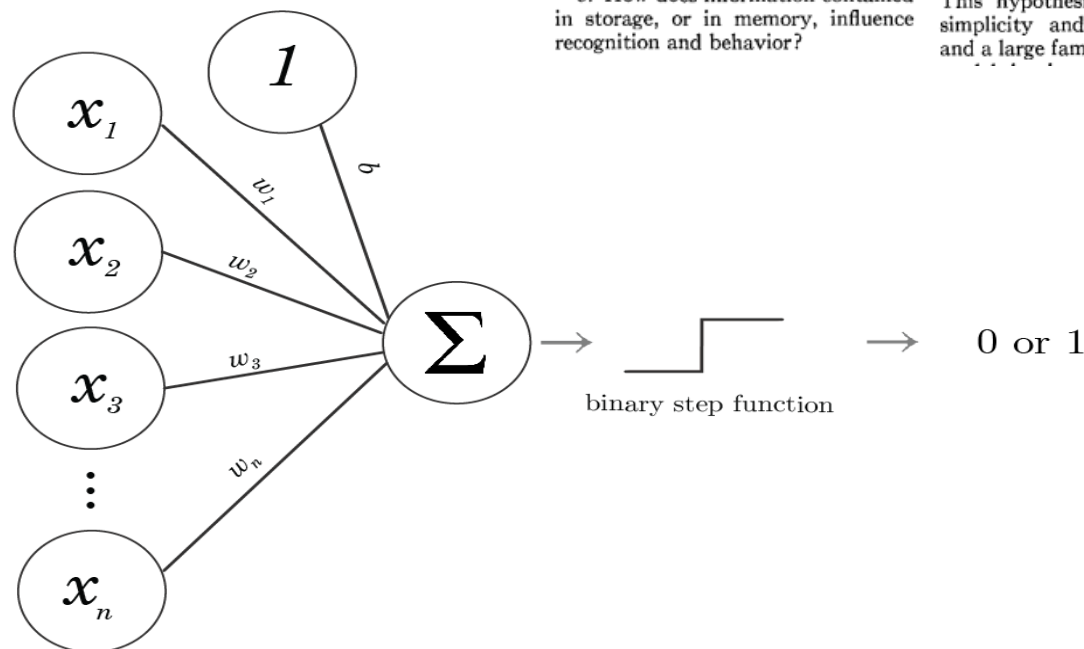 in storage, or in memory, influence
recognition and behavior?
This hypothesis
simplicity and
and a large fam
1
x₁
b
w₁
x₂
w₂
Σ
0 or 1
w₃
x₃
binary step function
wₙ
xₙ